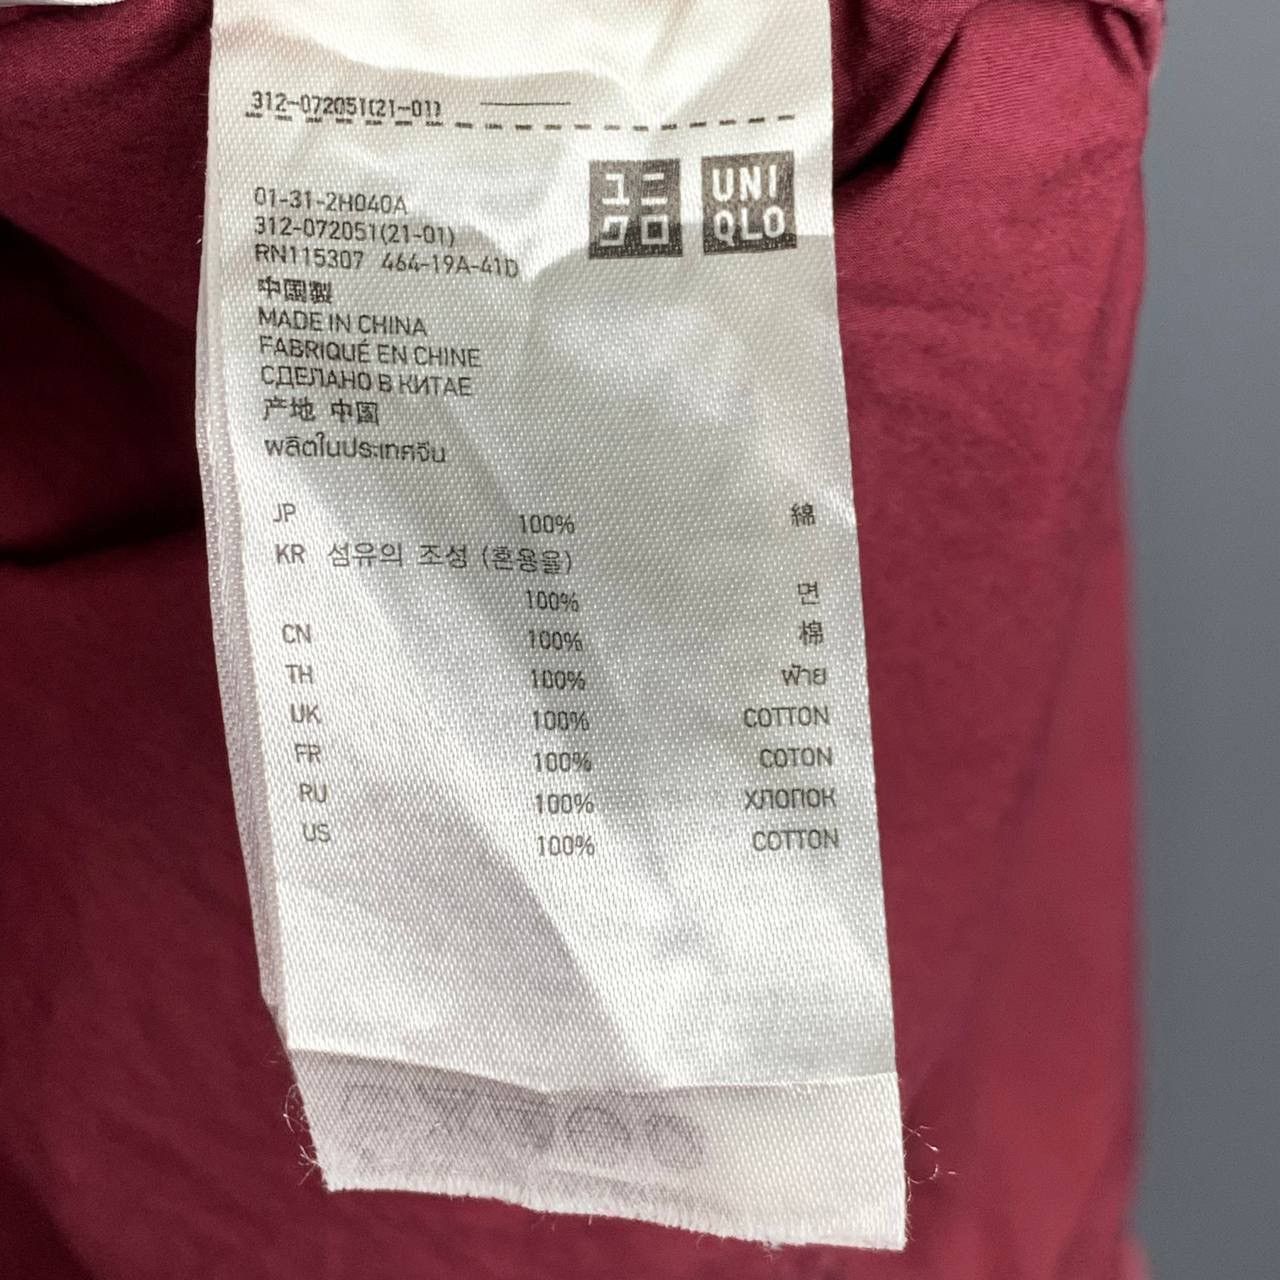 312-072051(21-01)
ユニ
クロ
UNI
QLO
01-31-2H040A
312-072051(21-01)
RN115307 464-19A-41D
中国製
MADE IN CHINA
FABRIQUÉ EN CHINE
СДЕЛАНО В КИТАЕ
产地 中国
ผลิตในประเทศจีน
JP 100% 綿
KR 섬유의 조성 (혼용율)
100% 면
CN 100% 棉
TH 100% ฝ้าย
UK 100% COTTON
FR 100% COTON
RU 100% ХЛОПОК
US 100% COTTON